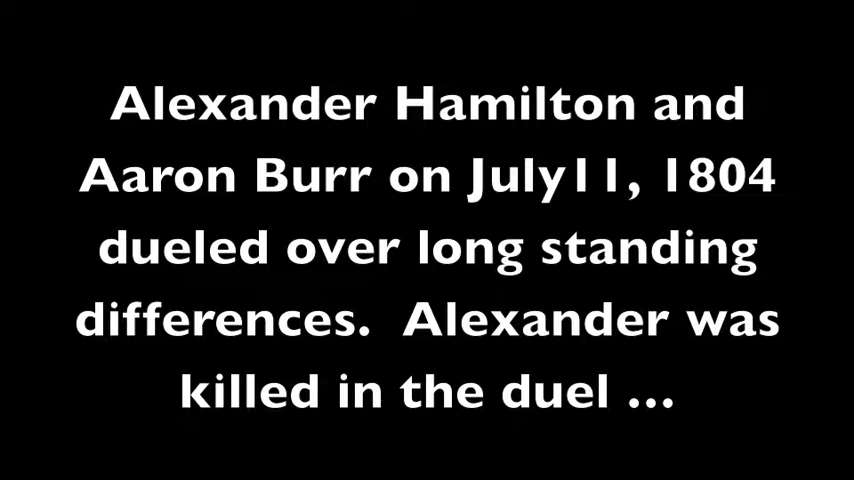 Alexander Hamilton and
Aaron Burr on July11, 1804
dueled over long standing
differences.  Alexander was
killed in the duel ...